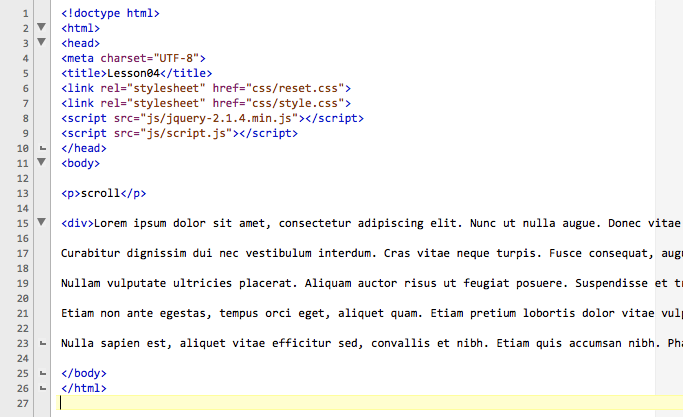 1 <!doctype html>
2 <html>
3 <head>
4 <meta charset="UTF-8">
5 <title>Lesson04</title>
6 <link rel="stylesheet" href="css/reset.css">
7 <link rel="stylesheet" href="css/style.css">
8 <script src="js/jquery-2.1.4.min.js"></script>
9 <script src="js/script.js"></script>
10 </head>
11 <body>
12
13 <p>scroll</p>
14
15 <div>Lorem ipsum dolor sit amet, consectetur adipiscing elit. Nunc ut nulla augue. Donec vitae
16
17 Curabitur dignissim dui nec vestibulum interdum. Cras vitae neque turpis. Fusce consequat, augu
18
19 Nullam vulputate ultricies placerat. Aliquam auctor risus ut feugiat posuere. Suspendisse et
20
21 Etiam non ante egestas, tempus orci eget, aliquet quam. Etiam pretium lobortis dolor vitae vulp
22
23 Nulla sapien est, aliquet vitae efficitur sed, convallis et nibh. Etiam quis accumsan nibh. Pha
24
25 </body>
26 </html>
27